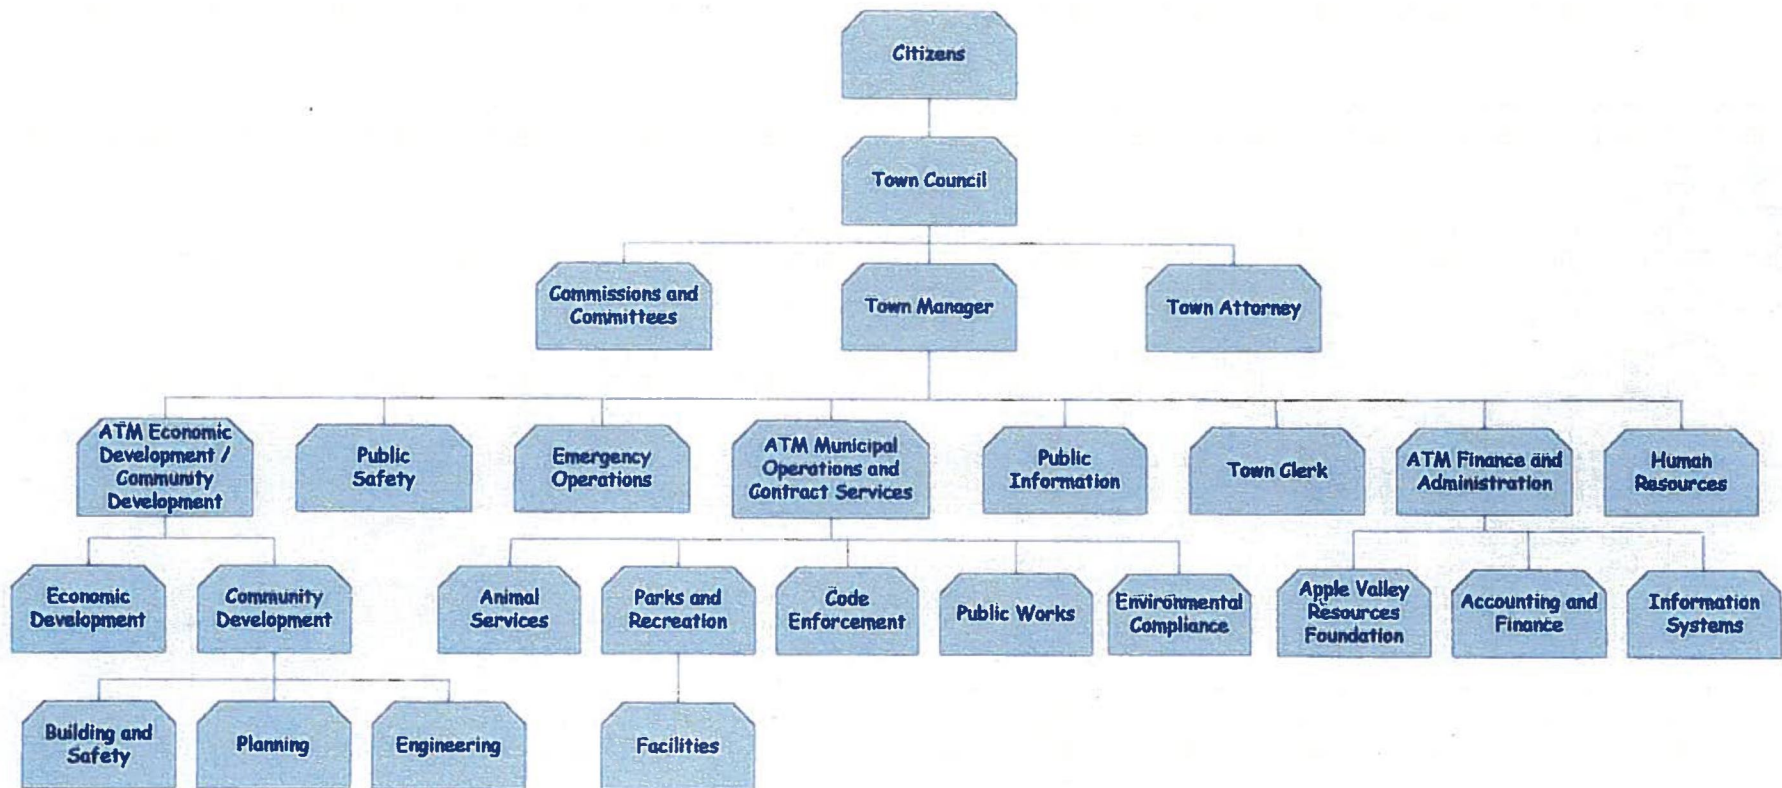 Citizens
Town Council
Commissions and
Committees
Town Manager
Town Attorney
ATM Economic
Development /
Community
Development
Public
Safety
Emergency
Operations
ATM Municipal
Operations and
Contract Services
Public
Information
Town Clerk
ATM Finance and
Administration
Human
Resources
Economic
Development
Community
Development
Animal
Services
Parks and
Recreation
Code
Enforcement
Public Works
Environmental
Compliance
Apple Valley
Resources
Foundation
Accounting and
Finance
Information
Systems
Building and
Safety
Planning
Engineering
Facilities